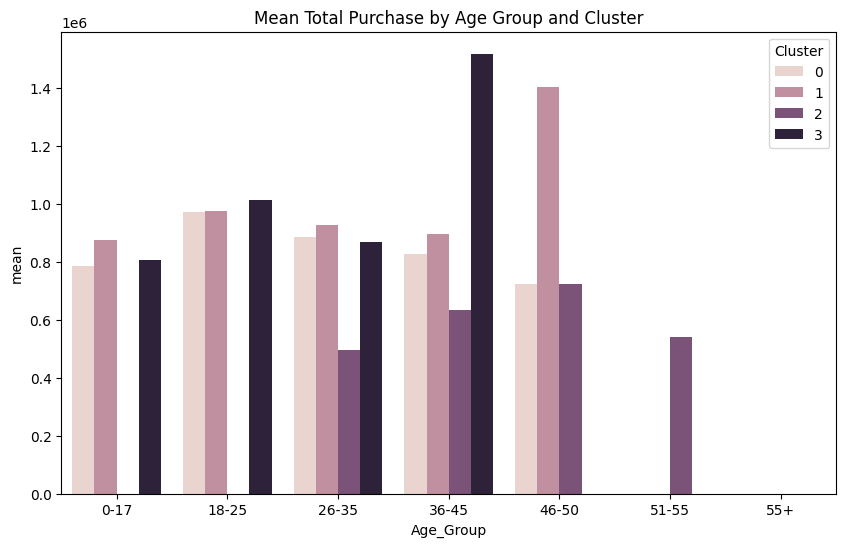 Mean Total Purchase by Age Group and Cluster
1e6
Cluster
0
1
2
3
1.4
1.2
1.0
0.8
0.6
0.4
0.2
0.0
mean
0-17 18-25 26-35 36-45 46-50 51-55 55+
Age_Group